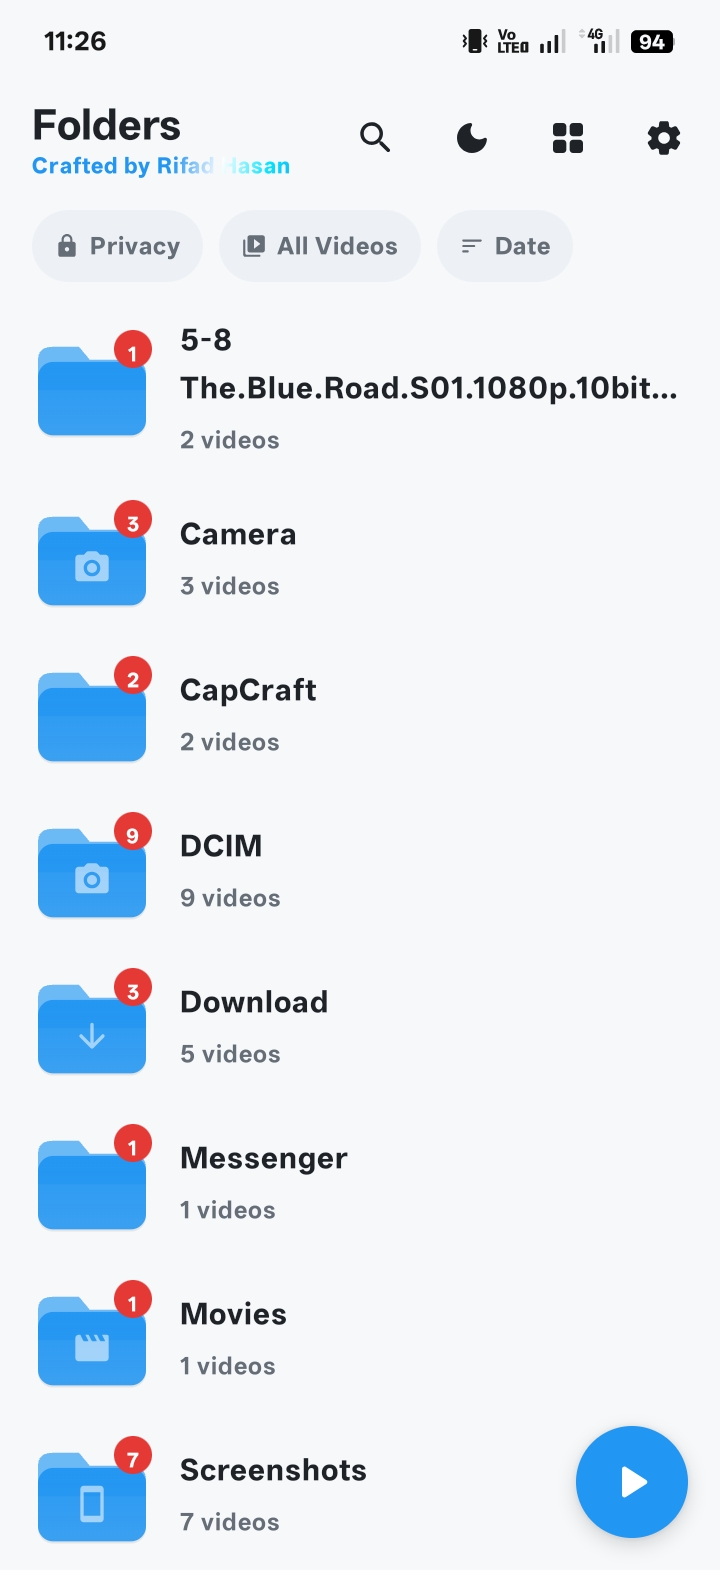 11:26
Vo
LTE
4G
94
Folders
Crafted by Rifad Hasan
Privacy
All Videos
Date
1
5-8
The.Blue.Road.S01.1080p.10bit...
2 videos
3
Camera
3 videos
2
CapCraft
2 videos
9
DCIM
9 videos
3
Download
5 videos
1
Messenger
1 videos
1
Movies
1 videos
7
Screenshots
7 videos